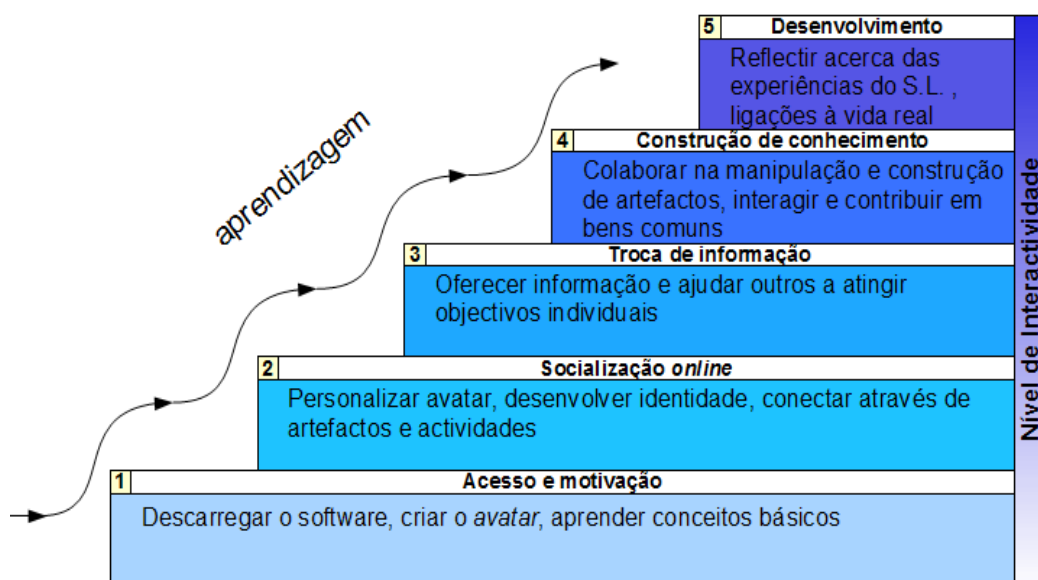 5 Desenvolvimento
Reflectir acerca das
experiências do S.L. ,
ligações à vida real
4 Construção de conhecimento
Colaborar na manipulação e construção
de artefactos, interagir e contribuir em
bens comuns
3 Troca de informação
Oferecer informação e ajudar outros a atingir
objectivos individuais
2 Socialização online
Personalizar avatar, desenvolver identidade, conectar através de
artefactos e actividades
1 Acesso e motivação
Descarregar o software, criar o avatar, aprender conceitos básicos
aprendizagem
Nível de Interactividade